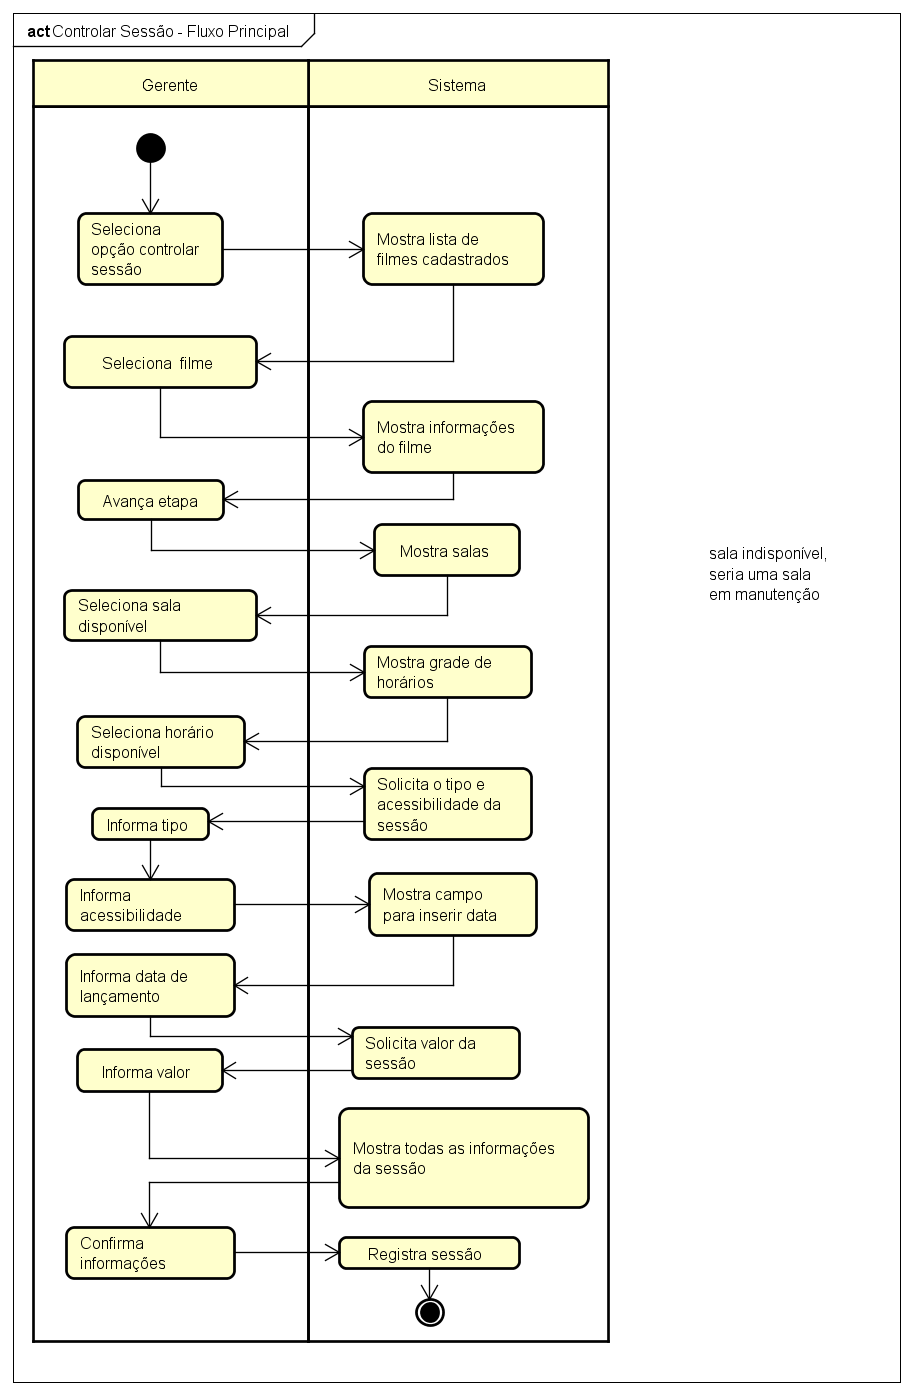 act Controlar Sessão - Fluxo Principal
Gerente
Sistema
Seleciona
opção controlar
sessão
Mostra lista de
filmes cadastrados
Seleciona filme
Mostra informações
do filme
Avança etapa
Mostra salas
sala indisponível,
seria uma sala
em manutenção
Seleciona sala
disponível
Mostra grade de
horários
Seleciona horário
disponível
Solicita o tipo e
acessibilidade da
sessão
Informa tipo
Informa
acessibilidade
Mostra campo
para inserir data
Informa data de
lançamento
Solicita valor da
sessão
Informa valor
Mostra todas as informações
da sessão
Confirma
informações
Registra sessão